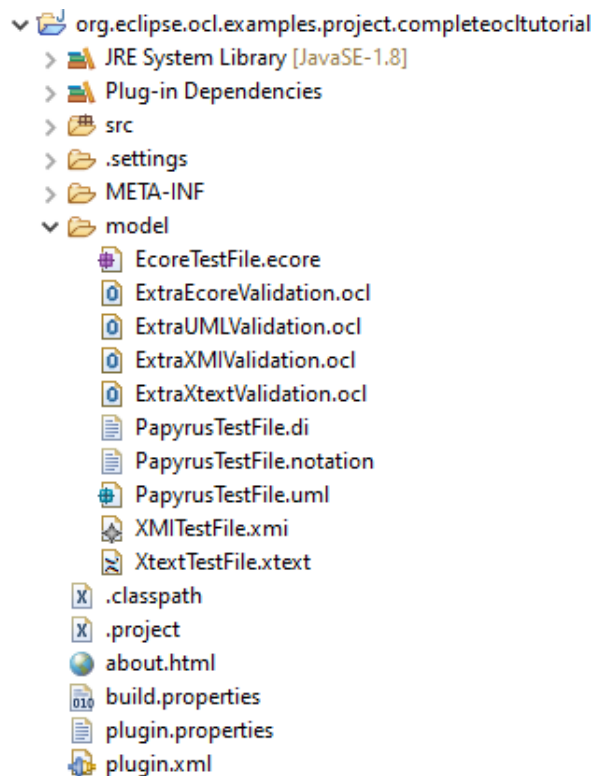 org.eclipse.ocl.examples.project.completeocltutorial
JRE System Library [JavaSE-1.8]
Plug-in Dependencies
src
.settings
META-INF
model
EcoreTestFile.ecore
ExtraEcoreValidation.ocl
ExtraUMLValidation.ocl
ExtraXMIValidation.ocl
ExtraXtextValidation.ocl
PapyrusTestFile.di
PapyrusTestFile.notation
PapyrusTestFile.uml
XMITestFile.xmi
XtextTestFile.xtext
.classpath
.project
about.html
build.properties
plugin.properties
plugin.xml